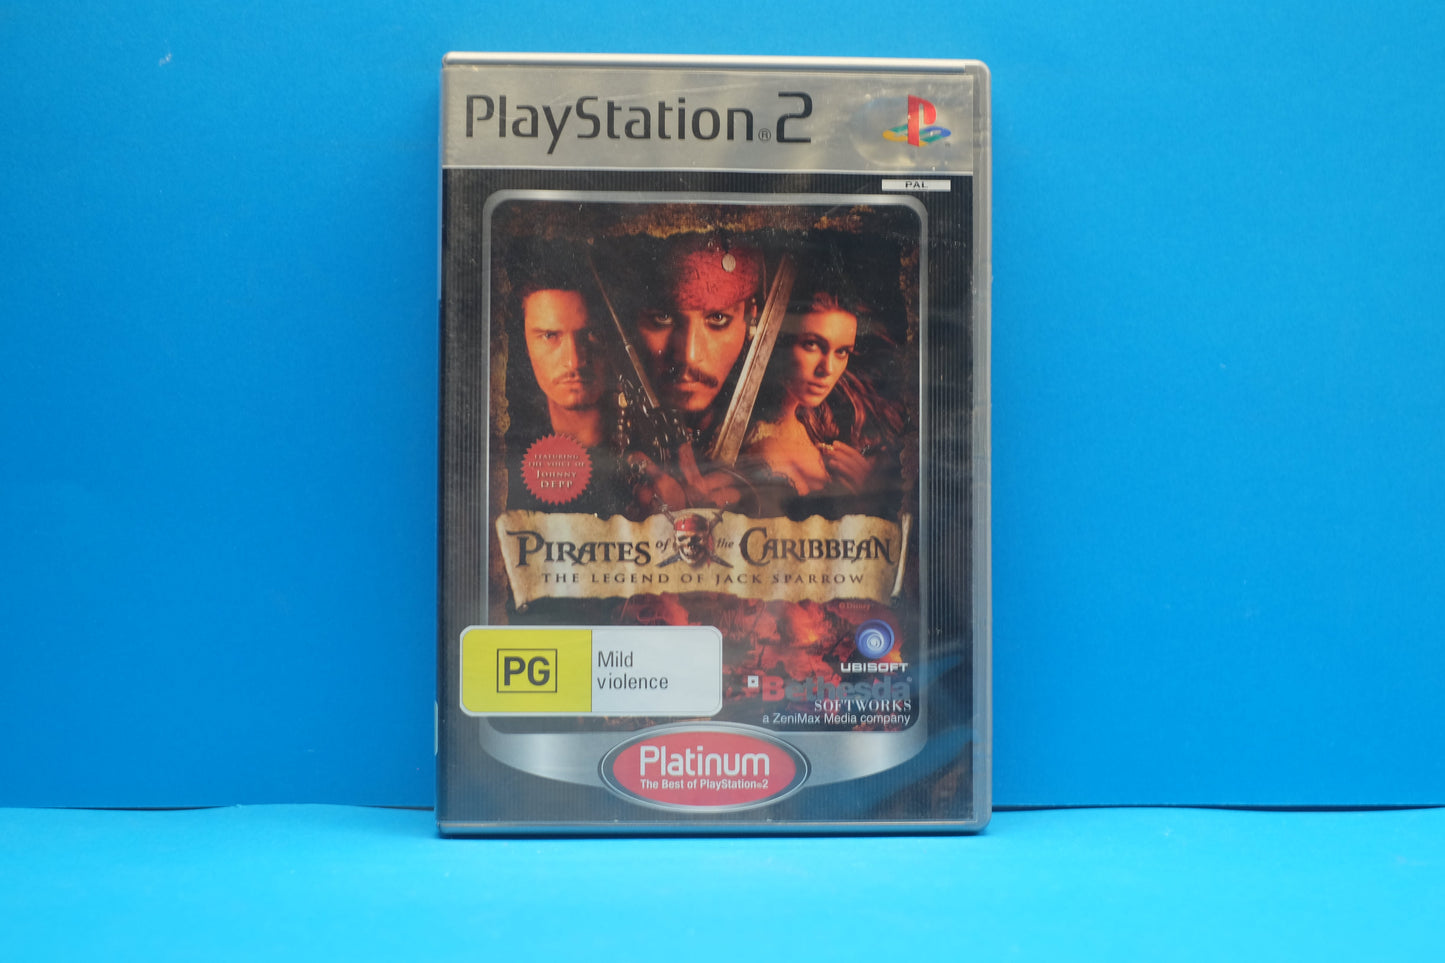 PlayStation®2
PAL
FEATURING
THE VOICE OF
JOHNNY
DEPP
PIRATES of the CARIBBEAN
THE LEGEND OF JACK SPARROW
©Disney
PG
Mild
violence
UBISOFT
Bethesda®
SOFTWORKS
a ZeniMax Media company
Platinum
The Best of PlayStation®2